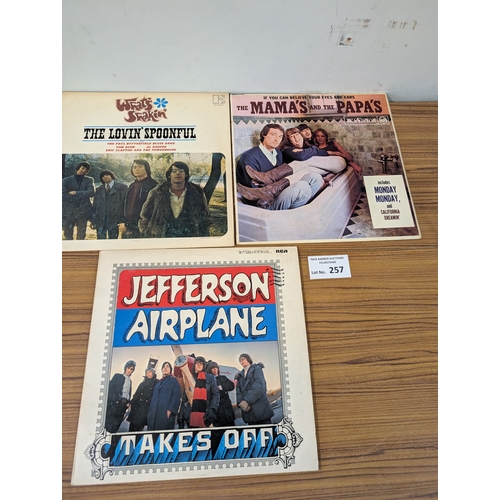 What's
Shakin'
THE LOVIN' SPOONFUL
THE PAUL BUTTERFIELD BLUES BAND
TOM RUSH AL KOOPER
ERIC CLAPTON AND THE POWERHOUSE
IF YOU CAN BELIEVE YOUR EYES AND EARS
THE MAMA'S AND THE PAPA'S
includes
MONDAY
MONDAY,
and
CALIFORNIA
DREAMIN'
Lot No. 257
RCA
JEFFERSON
AIRPLANE
TAKES OFF